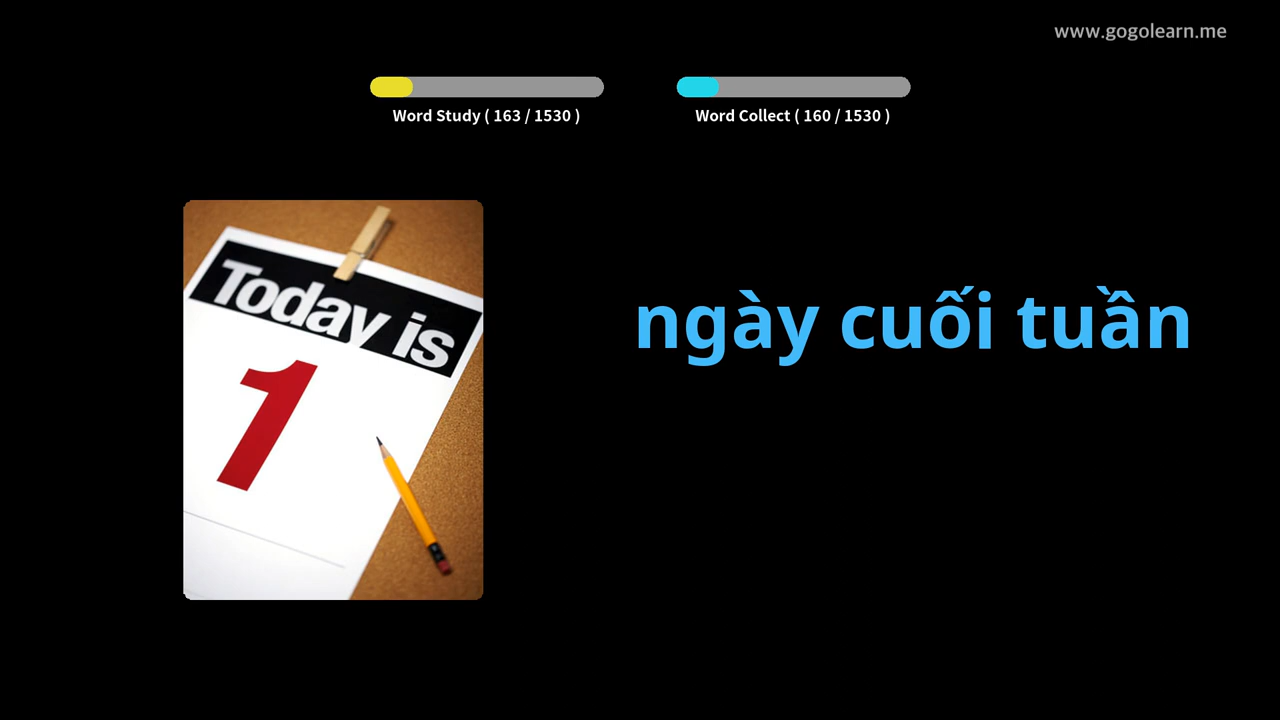 www.gogolearn.me
Word Study ( 163 / 1530 )
Word Collect ( 160 / 1530 )
Today is
1
ngày cuối tuần